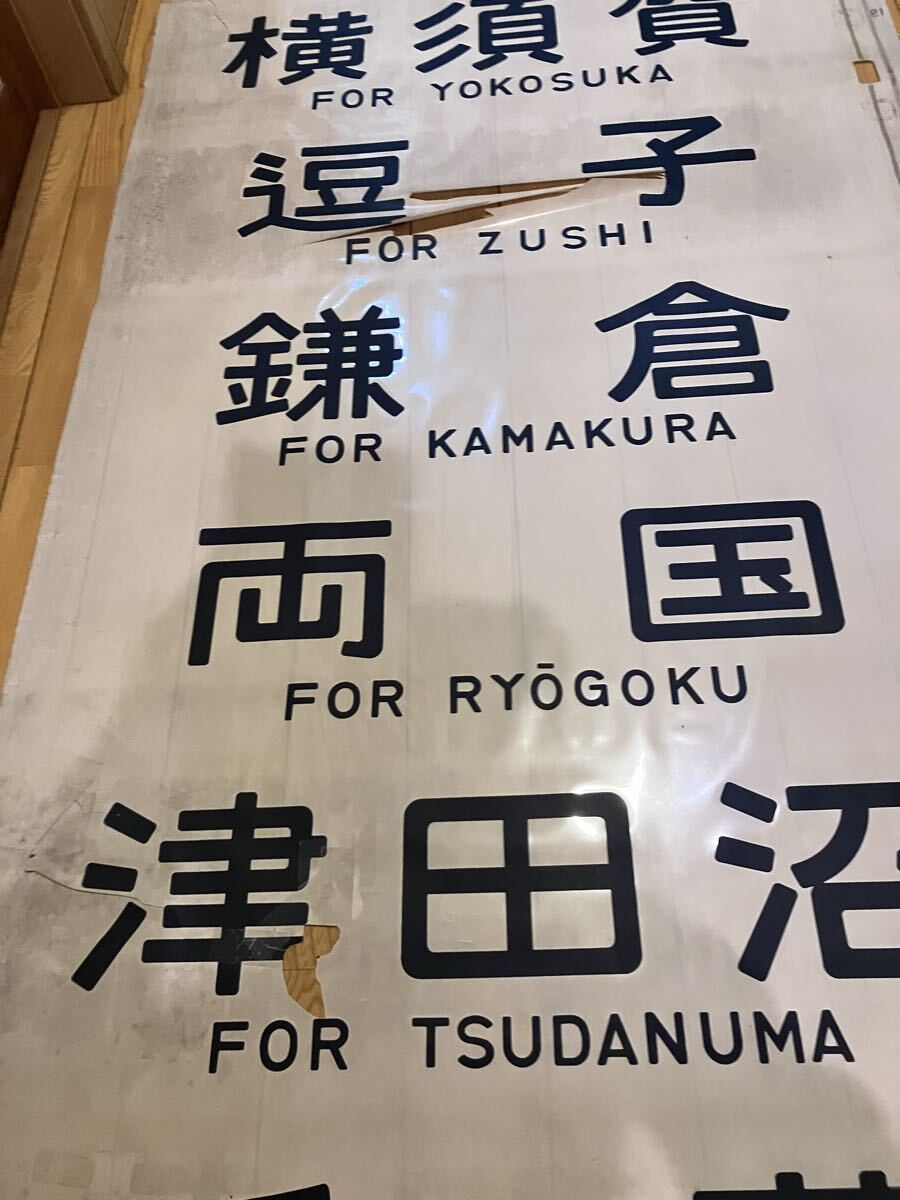 横須賀
FOR YOKOSUKA
逗子
FOR ZUSHI
鎌倉
FOR KAMAKURA
両国
FOR RYŌGOKU
津田沼
FOR TSUDANUMA